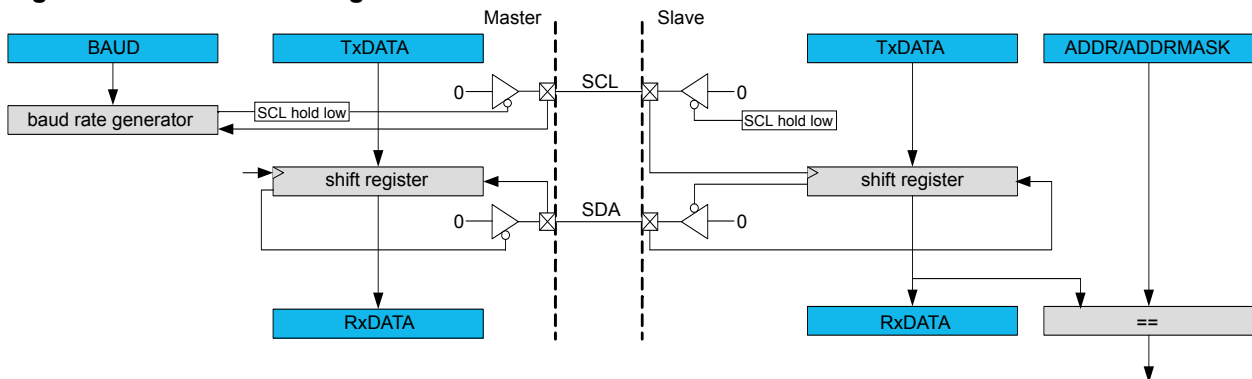 Master
Slave
BAUD
TxDATA
TxDATA
ADDR/ADDRMASK
0
SCL
0
baud rate generator
SCL hold low
SCL hold low
shift register
shift register
0
SDA
0
RxDATA
RxDATA
==